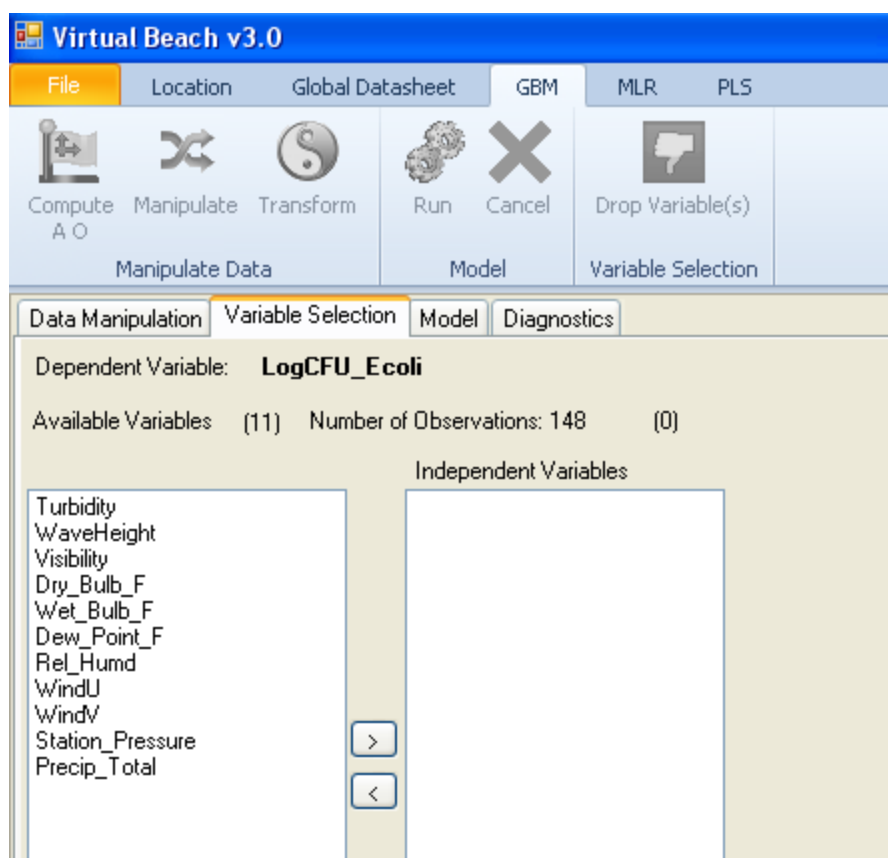 Virtual Beach v3.0
File Location Global Datasheet GBM MLR PLS
Compute Manipulate Transform Run Cancel Drop Variable(s)
A O
Manipulate Data Model Variable Selection
Data Manipulation Variable Selection Model Diagnostics
Dependent Variable: LogCFU_Ecoli
Available Variables (11) Number of Observations: 148 (0)
Independent Variables
Turbidity
WaveHeight
Visibility
Dry_Bulb_F
Wet_Bulb_F
Dew_Point_F
Rel_Humd
WindU
WindV
Station_Pressure
>
Precip_Total
<